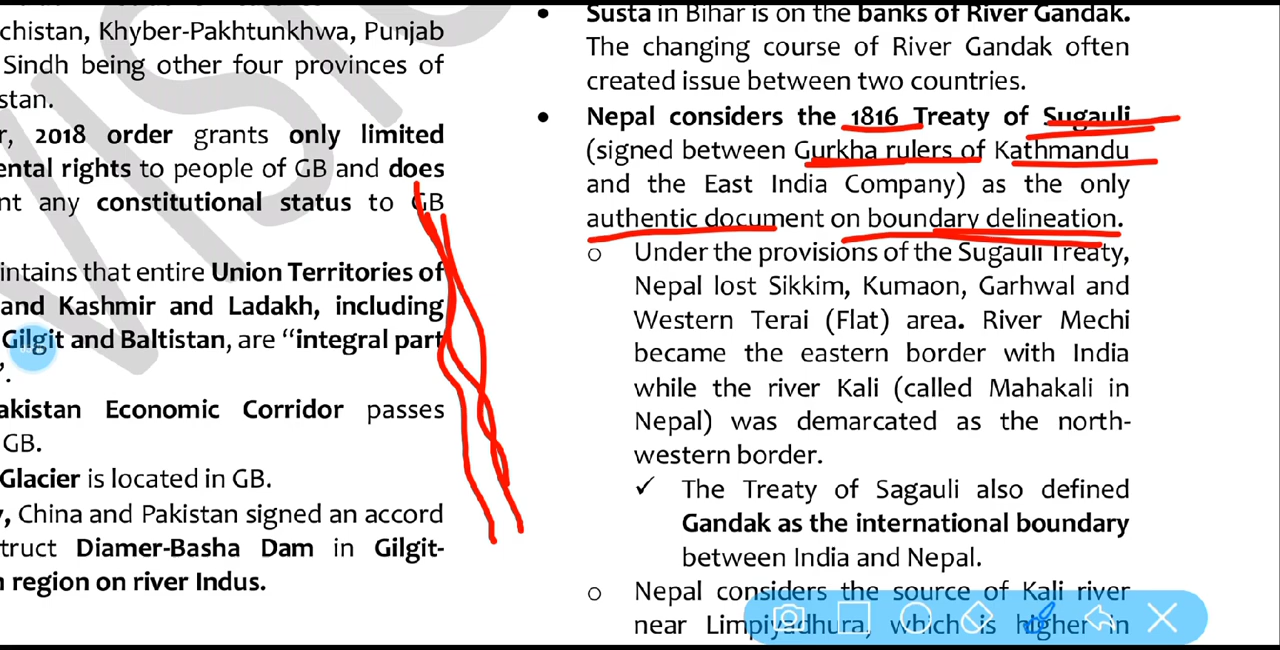 chistan, Khyber-Pakhtunkhwa, Punjab
Sindh being other four provinces of
stan.
r, 2018 order grants only limited
ental rights to people of GB and does
nt any constitutional status to GB
intains that entire Union Territories of
and Kashmir and Ladakh, including
Gilgit and Baltistan, are “integral part
”.
akistan Economic Corridor passes
GB.
Glacier is located in GB.
y, China and Pakistan signed an accord
truct Diamer-Basha Dam in Gilgit-
n region on river Indus.
• Susta in Bihar is on the banks of River Gandak.
The changing course of River Gandak often
created issue between two countries.
• Nepal considers the 1816 Treaty of Sugauli
(signed between Gurkha rulers of Kathmandu
and the East India Company) as the only
authentic document on boundary delineation.
o Under the provisions of the Sugauli Treaty,
Nepal lost Sikkim, Kumaon, Garhwal and
Western Terai (Flat) area. River Mechi
became the eastern border with India
while the river Kali (called Mahakali in
Nepal) was demarcated as the north-
western border.
✓ The Treaty of Sagauli also defined
Gandak as the international boundary
between India and Nepal.
o Nepal considers the source of Kali river
near Limpiyadhura, which is higher in